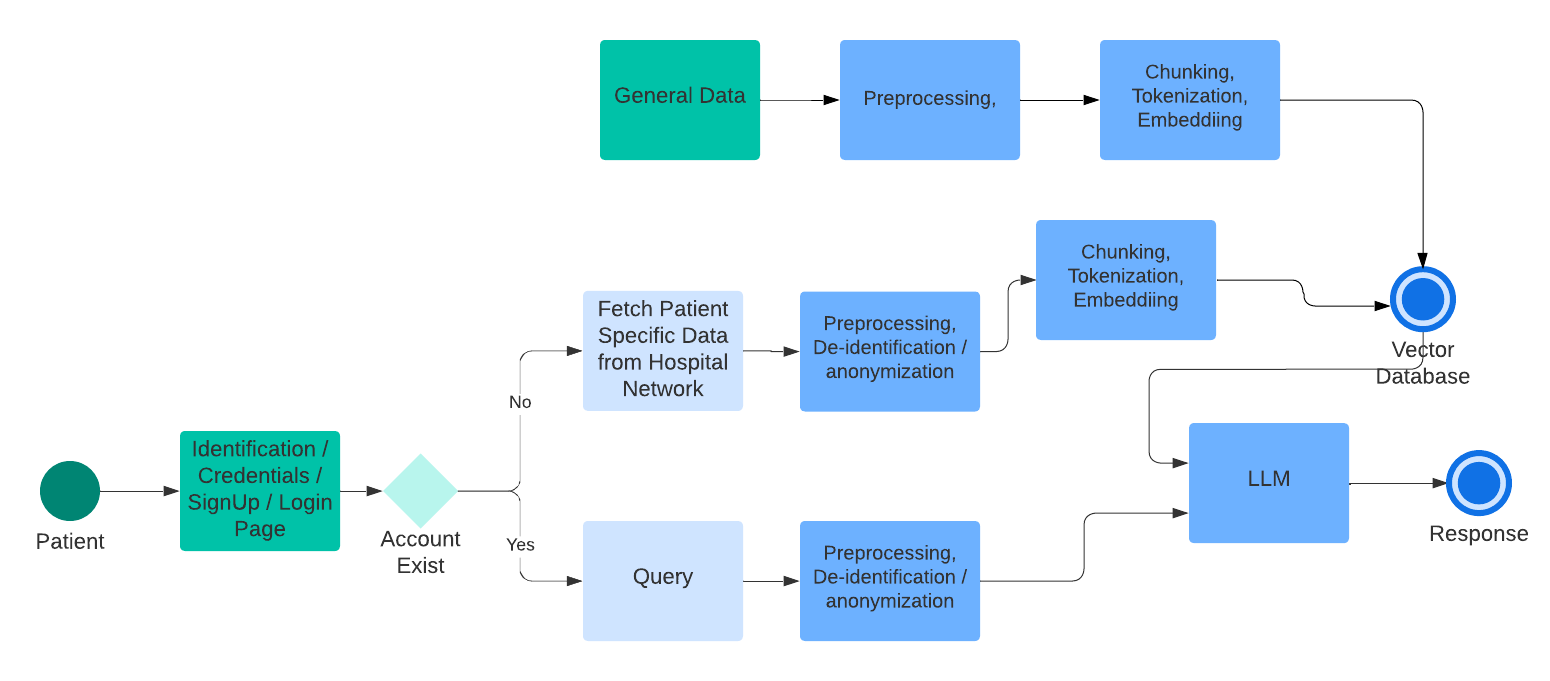 General Data
Preprocessing,
Chunking,
Tokenization,
Embeddiing
Chunking,
Tokenization,
Embeddiing
Fetch Patient
Specific Data
from Hospital
Network
Preprocessing,
De-identification /
anonymization
Vector
Database
No
Identification /
Credentials /
SignUp / Login
Page
Patient
Account
Exist
Yes
Query
Preprocessing,
De-identification /
anonymization
LLM
Response